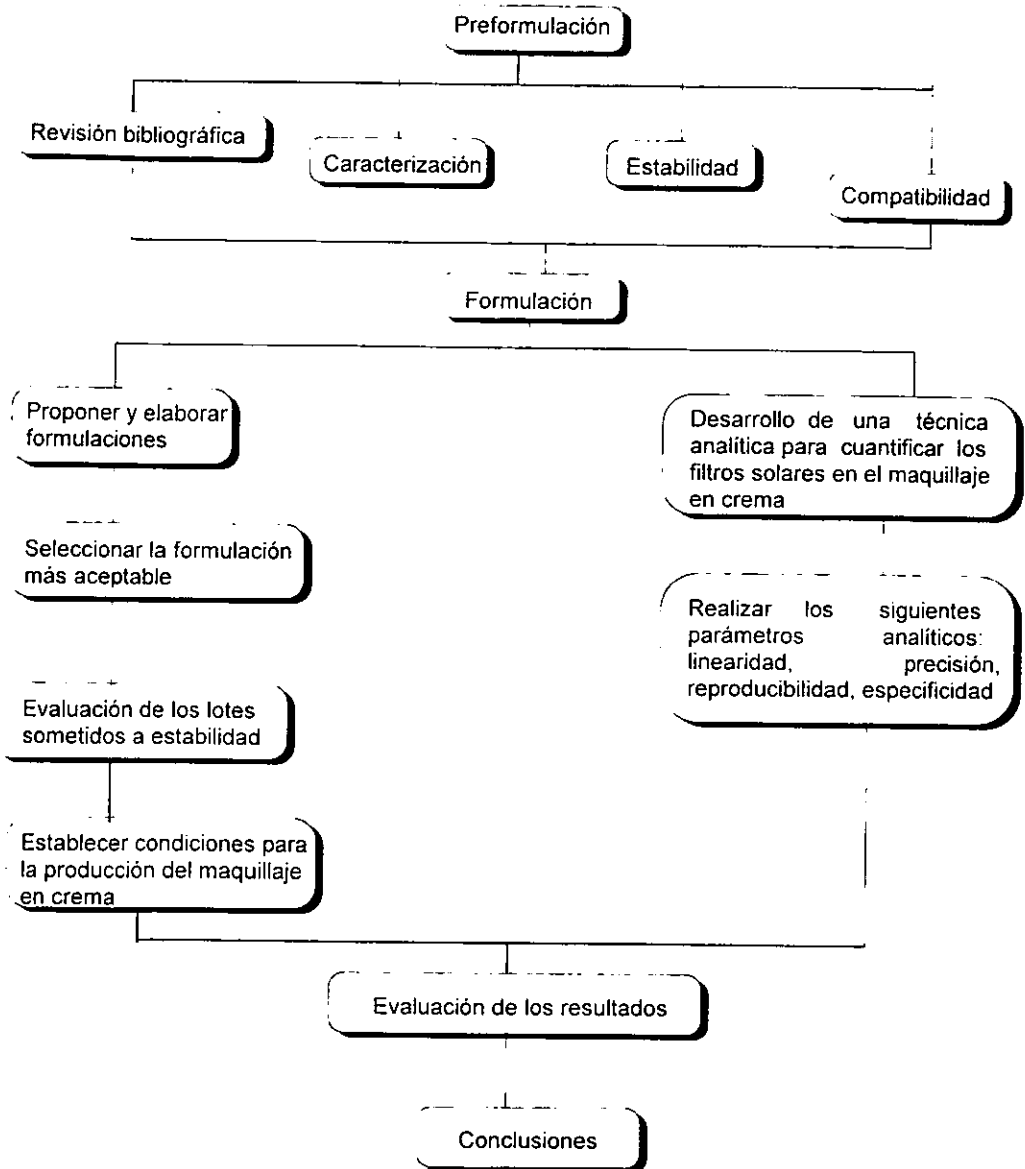 Preformulación
Revisión bibliográfica
Caracterización
Estabilidad
Compatibilidad
Formulación
Proponer y elaborar
formulaciones
Seleccionar la formulación
más aceptable
Evaluación de los lotes
sometidos a estabilidad
Establecer condiciones para
la producción del maquillaje
en crema
Desarrollo de una técnica
analítica para cuantificar los
filtros solares en el maquillaje
en crema
Realizar los siguientes
parámetros analíticos:
linearidad, precisión,
reproducibilidad, especificidad
Evaluación de los resultados
Conclusiones